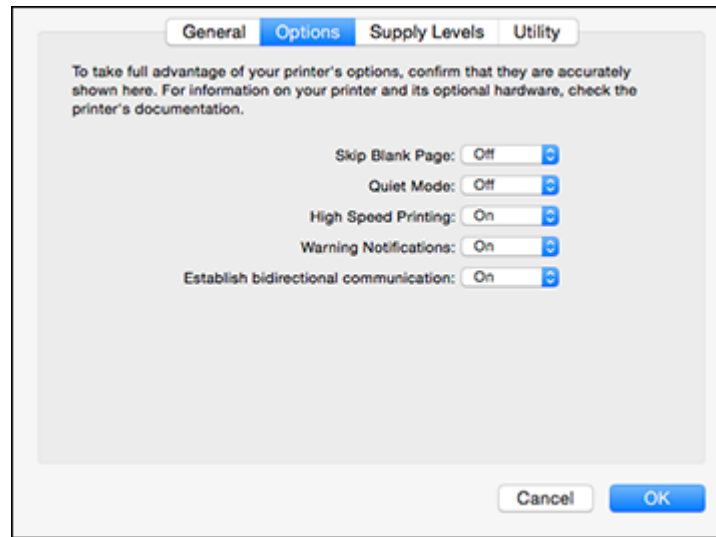 General Options Supply Levels Utility
To take full advantage of your printer's options, confirm that they are accurately
shown here. For information on your printer and its optional hardware, check the
printer's documentation.
Skip Blank Page: Off
Quiet Mode: Off
High Speed Printing: On
Warning Notifications: On
Establish bidirectional communication: On
Cancel OK